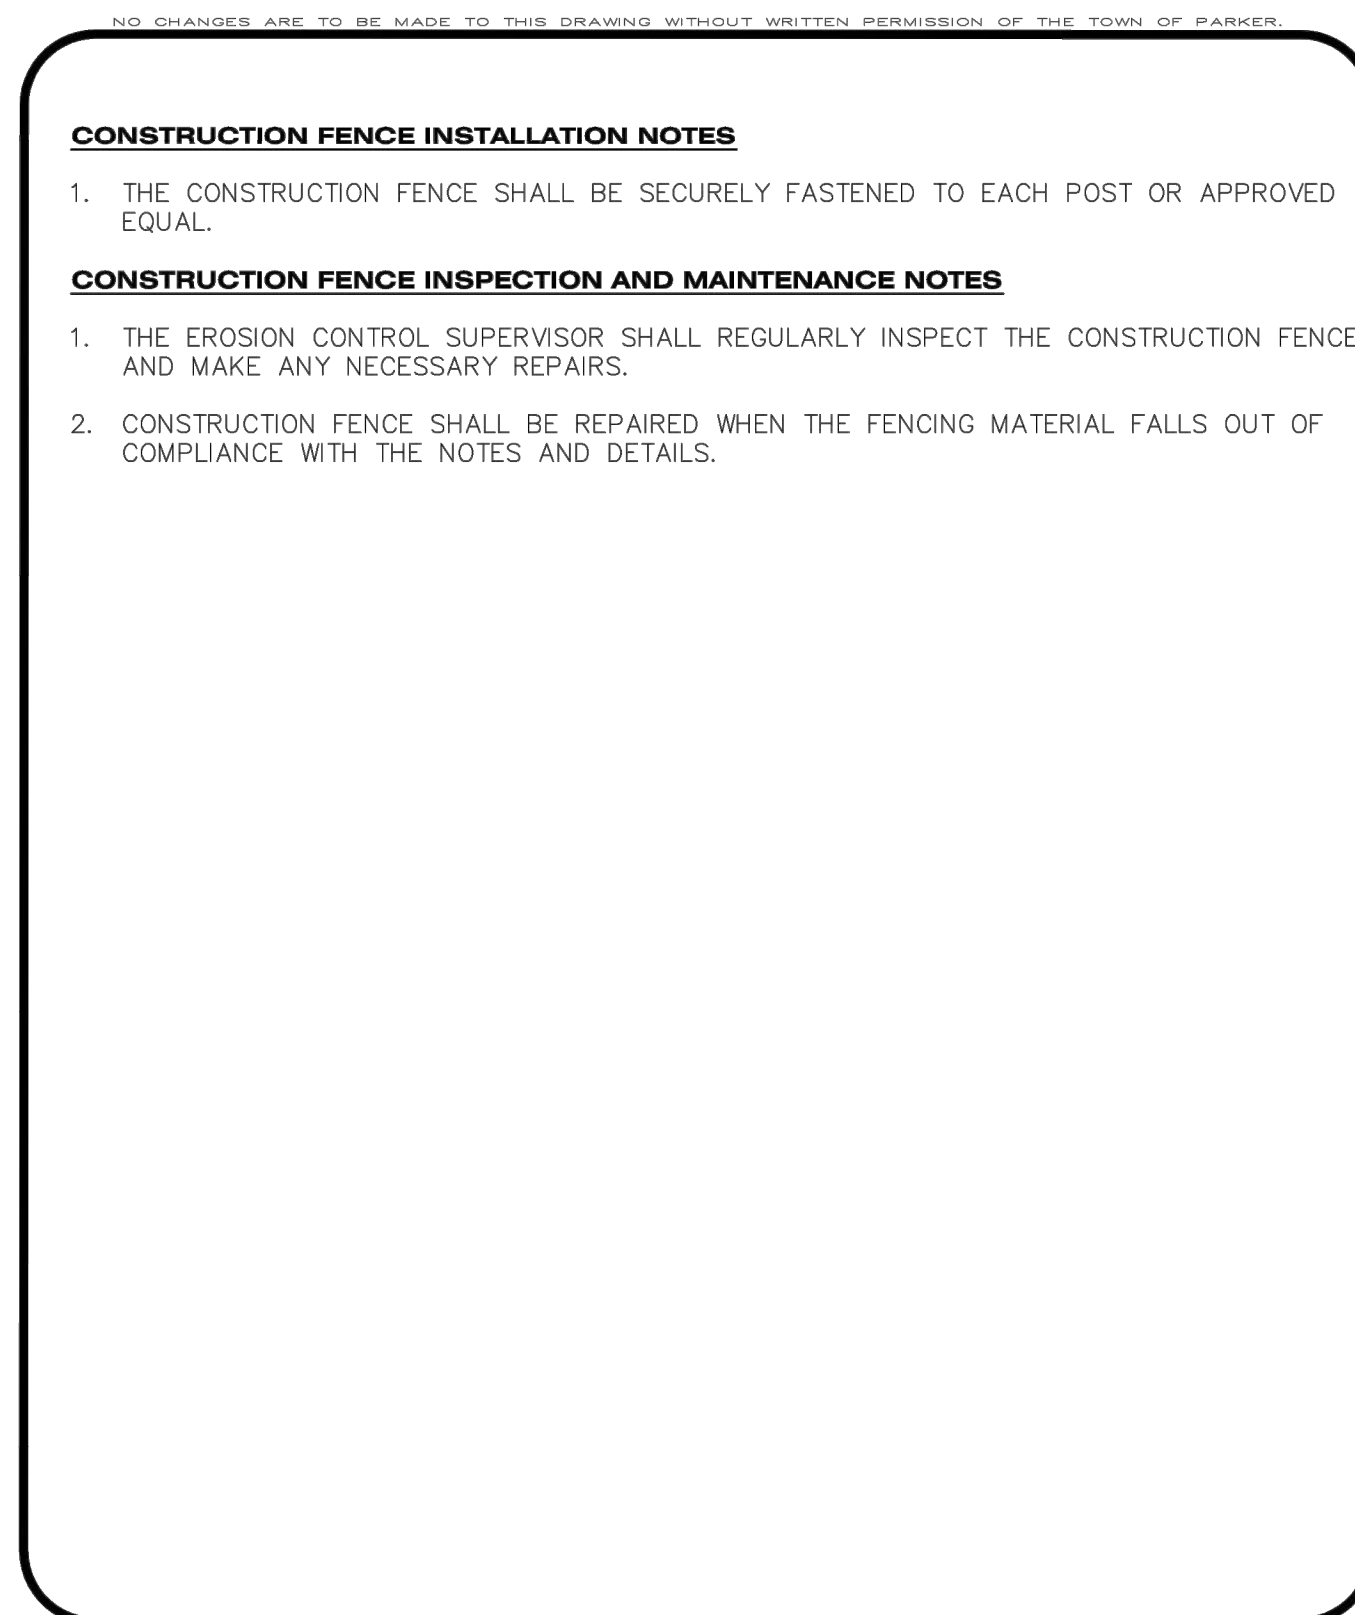 NO CHANGES ARE TO BE MADE TO THIS DRAWING WITHOUT WRITTEN PERMISSION OF THE TOWN OF PARKER.
CONSTRUCTION FENCE INSTALLATION NOTES
1. THE CONSTRUCTION FENCE SHALL BE SECURELY FASTENED TO EACH POST OR APPROVED
EQUAL.
CONSTRUCTION FENCE INSPECTION AND MAINTENANCE NOTES
1. THE EROSION CONTROL SUPERVISOR SHALL REGULARLY INSPECT THE CONSTRUCTION FENCE
AND MAKE ANY NECESSARY REPAIRS.
2. CONSTRUCTION FENCE SHALL BE REPAIRED WHEN THE FENCING MATERIAL FALLS OUT OF
COMPLIANCE WITH THE NOTES AND DETAILS.